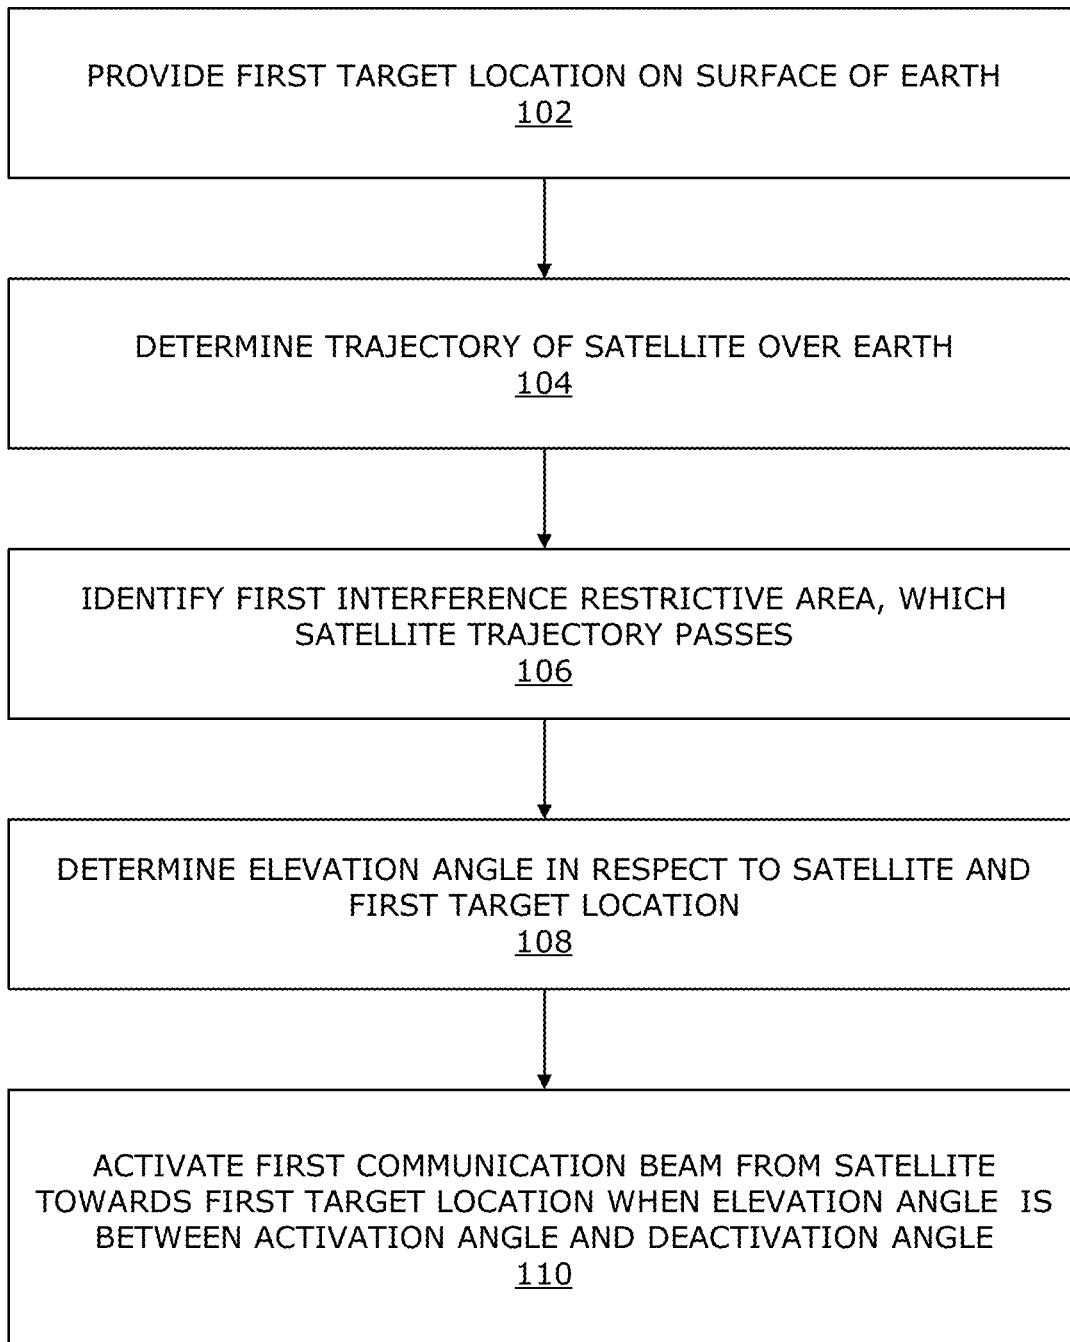 PROVIDE FIRST TARGET LOCATION ON SURFACE OF EARTH
102
DETERMINE TRAJECTORY OF SATELLITE OVER EARTH
104
IDENTIFY FIRST INTERFERENCE RESTRICTIVE AREA, WHICH
SATELLITE TRAJECTORY PASSES
106
DETERMINE ELEVATION ANGLE IN RESPECT TO SATELLITE AND
FIRST TARGET LOCATION
108
ACTIVATE FIRST COMMUNICATION BEAM FROM SATELLITE
TOWARDS FIRST TARGET LOCATION WHEN ELEVATION ANGLE IS
BETWEEN ACTIVATION ANGLE AND DEACTIVATION ANGLE
110